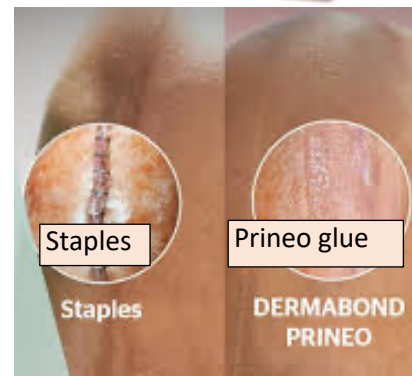 Staples
Prineo glue
Staples
DERMABOND
PRINEO